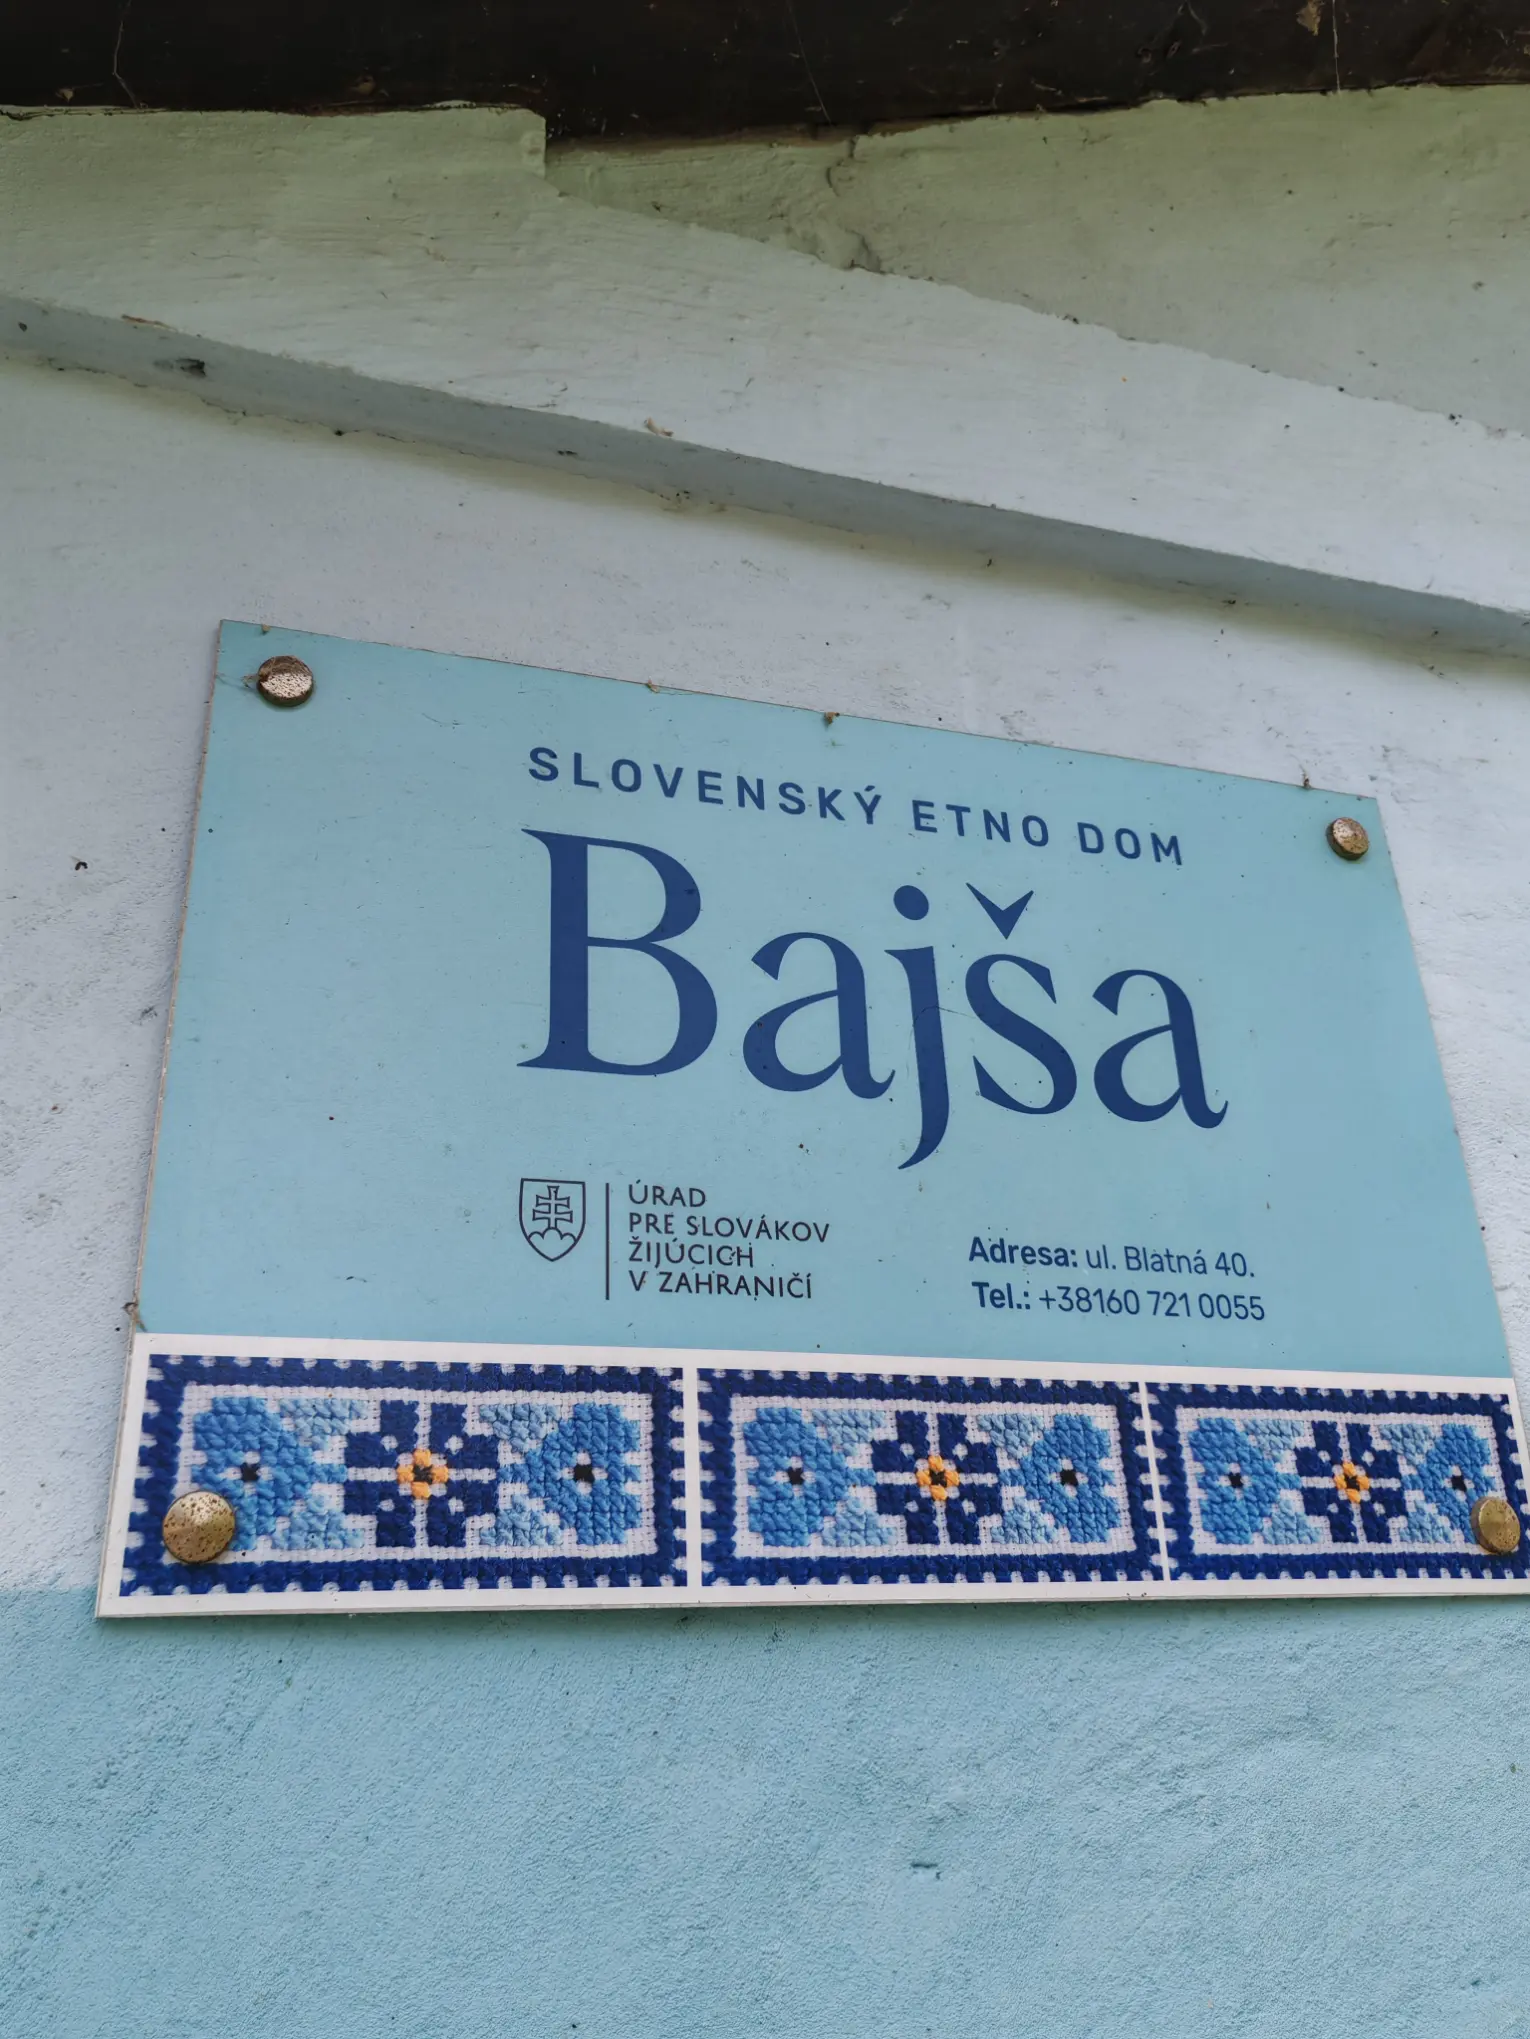 SLOVENSKÝ ETNO DOM
Bajša
ÚRAD
PRE SLOVÁKOV
ŽIJÚCICH
V ZAHRANIČÍ
Adresa: ul. Blatná 40.
Tel.: +38160 721 0055